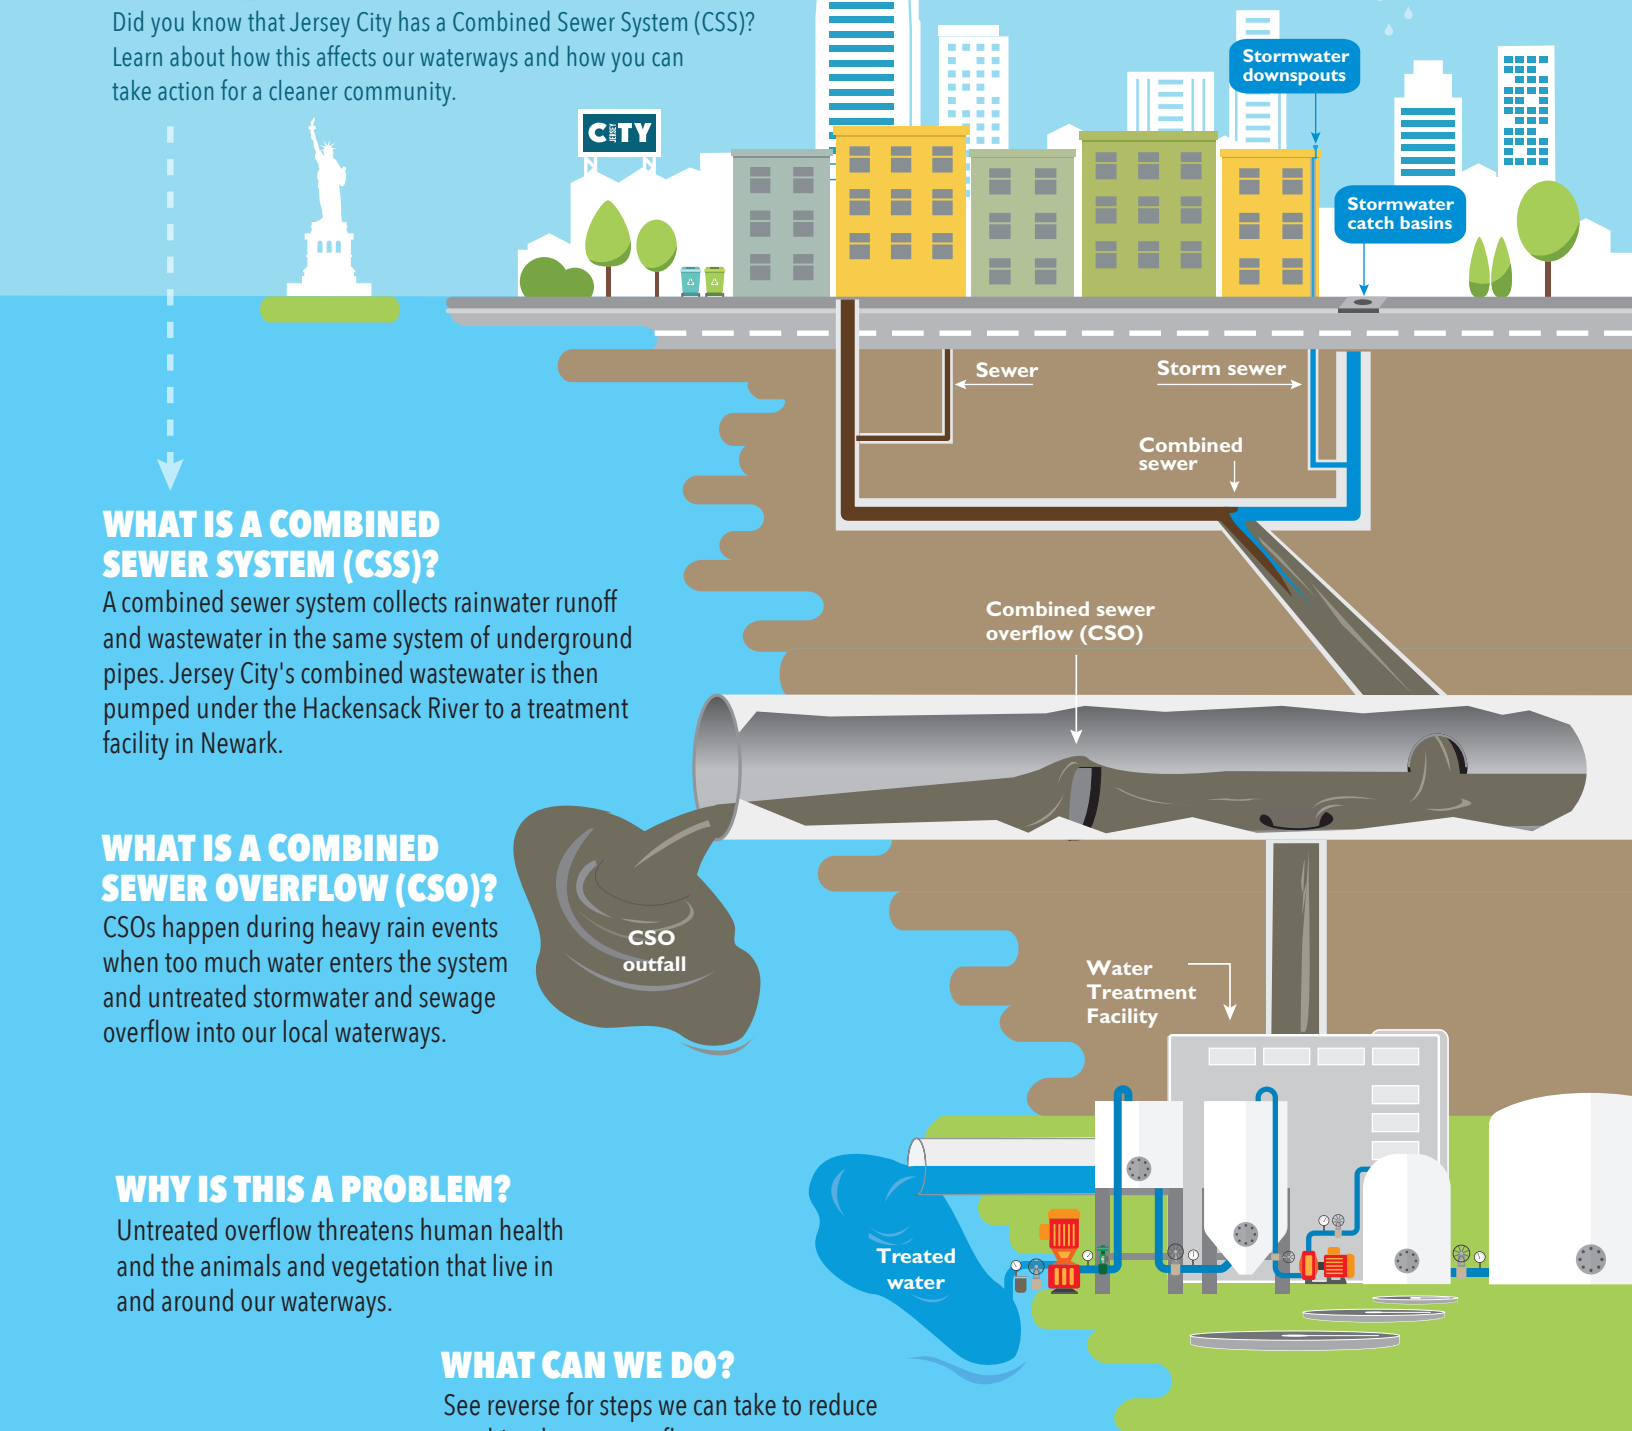 Did you know that Jersey City has a Combined Sewer System (CSS)?
Learn about how this affects our waterways and how you can
take action for a cleaner community.
Stormwater
downspouts
JERSEY
CITY
Stormwater
catch basins
Sewer
Storm sewer
Combined
sewer
WHAT IS A COMBINED
SEWER SYSTEM (CSS)?
A combined sewer system collects rainwater runoff
and wastewater in the same system of underground
pipes. Jersey City's combined wastewater is then
pumped under the Hackensack River to a treatment
facility in Newark.
Combined sewer
overflow (CSO)
WHAT IS A COMBINED
SEWER OVERFLOW (CSO)?
CSOs happen during heavy rain events
when too much water enters the system
and untreated stormwater and sewage
overflow into our local waterways.
CSO
outfall
Water
Treatment
Facility
WHY IS THIS A PROBLEM?
Untreated overflow threatens human health
and the animals and vegetation that live in
and around our waterways.
Treated
water
WHAT CAN WE DO?
See reverse for steps we can take to reduce